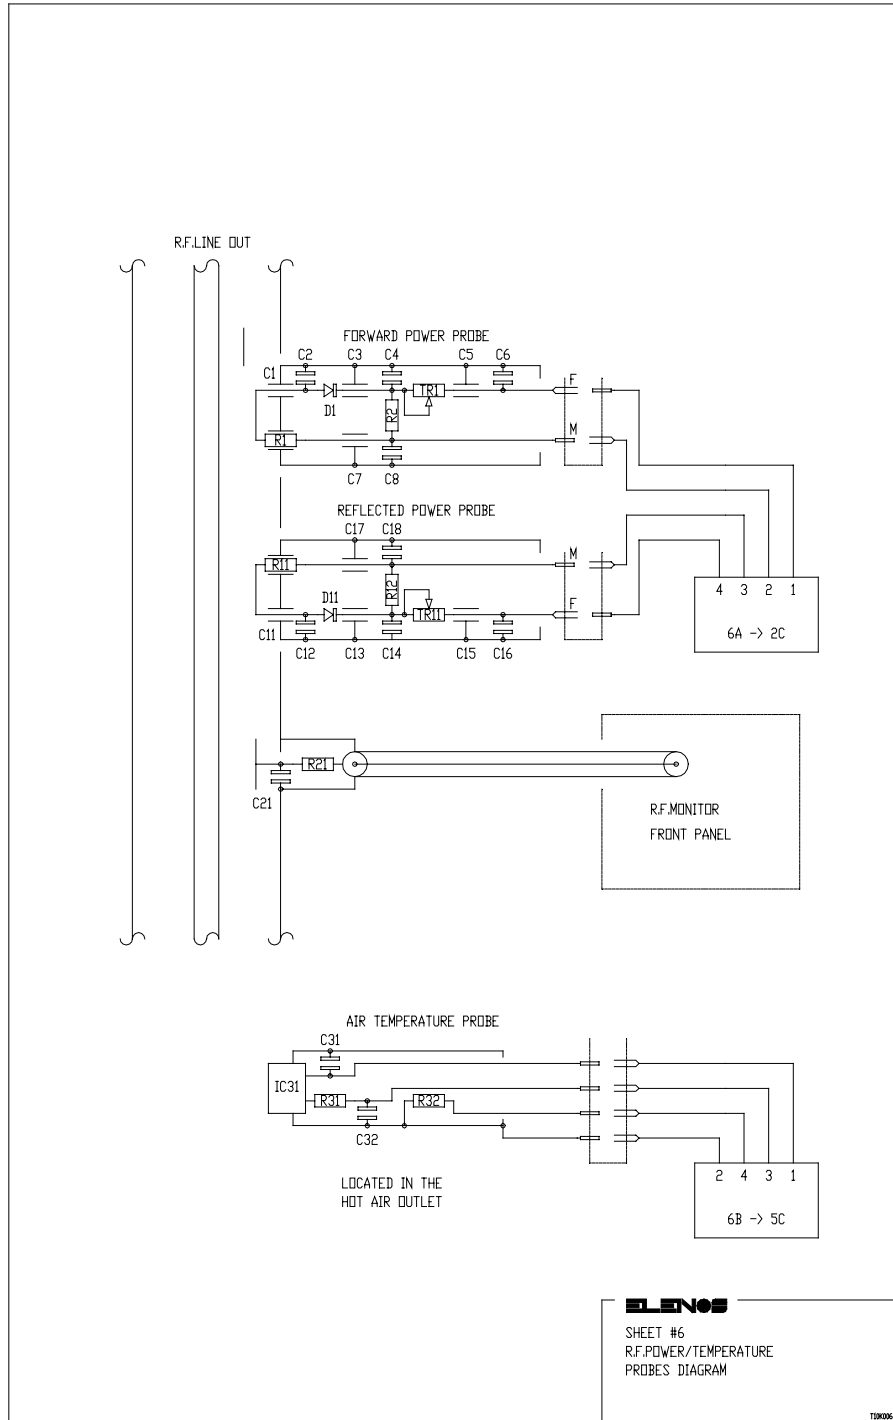 R.F.LINE OUT
FORWARD POWER PROBE
C2 C3 C4 C5 C6
C1
TR1
F
D1
R2
R1
M
C7 C8
REFLECTED POWER PROBE
C17 C18
M
R11
R12
D11
F
TR11
C11
C12 C13 C14 C15 C16
4 3 2 1
6A -> 2C
R21
C21
R.F.MONITOR
FRONT PANEL
AIR TEMPERATURE PROBE
C31
IC31
R31
R32
C32
LOCATED IN THE
HOT AIR OUTLET
2 4 3 1
6B -> 5C
ELENOS
SHEET #6
R.F.POWER/TEMPERATURE
PROBES DIAGRAM
T10K006